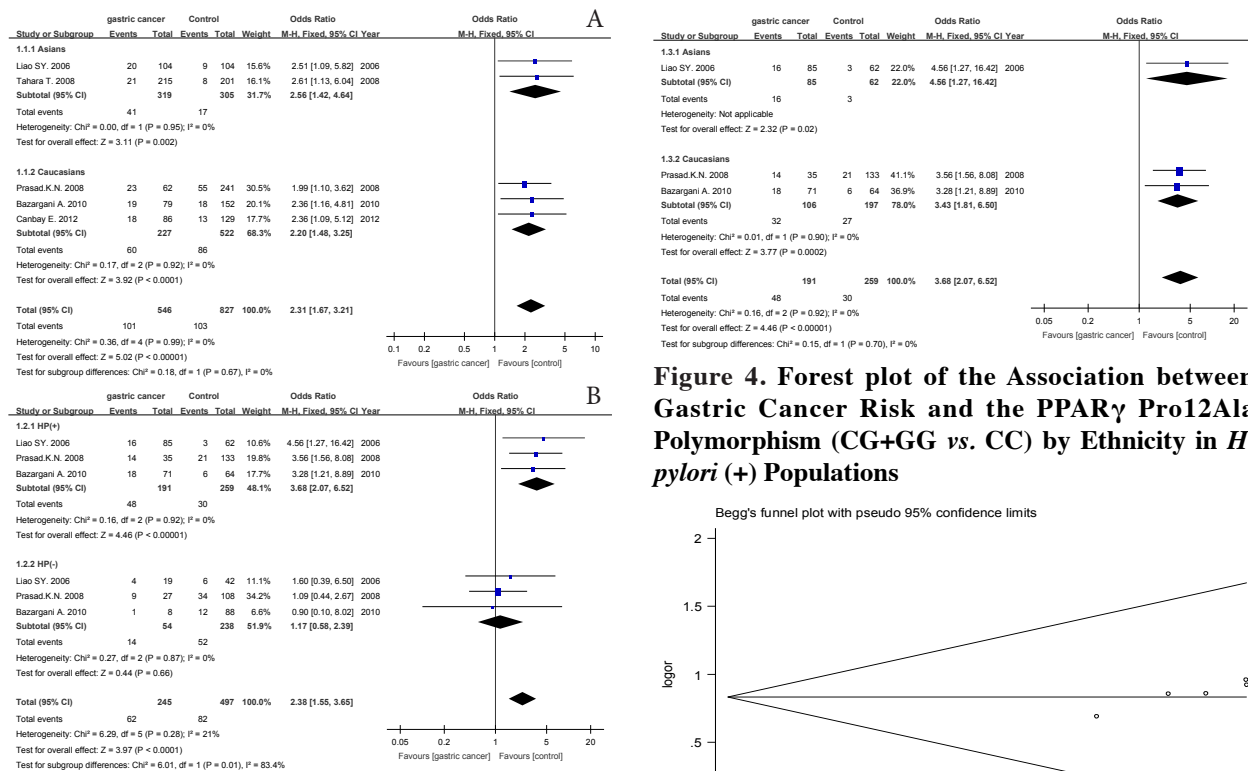 gastric cancer Control Odds Ratio Odds Ratio A
Study or Subgroup Events Total Events Total Weight M-H, Fixed, 95% CI Year M-H, Fixed, 95% CI
1.1.1 Asians
Liao SY. 2006 20 104 9 104 15.6% 2.51 [1.09, 5.82] 2006
Tahara T. 2008 21 215 8 201 16.1% 2.61 [1.13, 6.04] 2008
Subtotal (95% CI) 319 305 31.7% 2.56 [1.42, 4.64]
Total events 41 17
Heterogeneity: Chi² = 0.00, df = 1 (P = 0.95); I² = 0%
Test for overall effect: Z = 3.11 (P = 0.002)
1.1.2 Caucasians
Prasad.K.N. 2008 23 62 55 241 30.5% 1.99 [1.10, 3.62] 2008
Bazargani A. 2010 19 79 18 152 20.1% 2.36 [1.16, 4.81] 2010
Canbay E. 2012 18 86 13 129 17.7% 2.36 [1.09, 5.12] 2012
Subtotal (95% CI) 227 522 68.3% 2.20 [1.48, 3.25]
Total events 60 86
Heterogeneity: Chi² = 0.17, df = 2 (P = 0.92); I² = 0%
Test for overall effect: Z = 3.92 (P < 0.0001)
Total (95% CI) 546 827 100.0% 2.31 [1.67, 3.21]
Total events 101 103
Heterogeneity: Chi² = 0.36, df = 4 (P = 0.99); I² = 0%
Test for overall effect: Z = 5.02 (P < 0.00001)
Test for subgroup differences: Chi² = 0.18, df = 1 (P = 0.67), I² = 0%
0.1 0.2 0.5 1 2 5 10
Favours [gastric cancer] Favours [control]
gastric cancer Control Odds Ratio Odds Ratio B
Study or Subgroup Events Total Events Total Weight M-H, Fixed, 95% CI Year M-H, Fixed, 95% CI
1.2.1 HP(+)
Liao SY. 2006 16 85 3 62 10.6% 4.56 [1.27, 16.42] 2006
Prasad.K.N. 2008 14 35 21 133 19.8% 3.56 [1.56, 8.08] 2008
Bazargani A. 2010 18 71 6 64 17.7% 3.28 [1.21, 8.89] 2010
Subtotal (95% CI) 191 259 48.1% 3.68 [2.07, 6.52]
Total events 48 30
Heterogeneity: Chi² = 0.16, df = 2 (P = 0.92); I² = 0%
Test for overall effect: Z = 4.46 (P < 0.00001)
1.2.2 HP(-)
Liao SY. 2006 4 19 6 42 11.1% 1.60 [0.39, 6.50] 2006
Prasad.K.N. 2008 9 27 34 108 34.2% 1.09 [0.44, 2.67] 2008
Bazargani A. 2010 1 8 12 88 6.6% 0.90 [0.10, 8.02] 2010
Subtotal (95% CI) 54 238 51.9% 1.17 [0.58, 2.39]
Total events 14 52
Heterogeneity: Chi² = 0.27, df = 2 (P = 0.87); I² = 0%
Test for overall effect: Z = 0.44 (P = 0.66)
Total (95% CI) 245 497 100.0% 2.38 [1.55, 3.65]
Total events 62 82
Heterogeneity: Chi² = 6.29, df = 5 (P = 0.28); I² = 21%
Test for overall effect: Z = 3.97 (P < 0.0001)
Test for subgroup differences: Chi² = 6.01, df = 1 (P = 0.01), I² = 83.4%
0.05 0.2 1 5 20
Favours [gastric cancer] Favours [control]
gastric cancer Control Odds Ratio Odds Ratio
Study or Subgroup Events Total Events Total Weight M-H, Fixed, 95% CI Year M-H, Fixed, 95% CI
1.3.1 Asians
Liao SY. 2006 16 85 3 62 22.0% 4.56 [1.27, 16.42] 2006
Subtotal (95% CI) 85 62 22.0% 4.56 [1.27, 16.42]
Total events 16 3
Heterogeneity: Not applicable
Test for overall effect: Z = 2.32 (P = 0.02)
1.3.2 Caucasians
Prasad.K.N. 2008 14 35 21 133 41.1% 3.56 [1.56, 8.08] 2008
Bazargani A. 2010 18 71 6 64 36.9% 3.28 [1.21, 8.89] 2010
Subtotal (95% CI) 106 197 78.0% 3.43 [1.81, 6.50]
Total events 32 27
Heterogeneity: Chi² = 0.01, df = 1 (P = 0.90); I² = 0%
Test for overall effect: Z = 3.77 (P = 0.0002)
Total (95% CI) 191 259 100.0% 3.68 [2.07, 6.52]
Total events 48 30
Heterogeneity: Chi² = 0.16, df = 2 (P = 0.92); I² = 0%
Test for overall effect: Z = 4.46 (P < 0.00001)
Test for subgroup differences: Chi² = 0.15, df = 1 (P = 0.70), I² = 0%
0.05 0.2 1 5 20
Favours [gastric cancer] Favours [control]
Figure 4. Forest plot of the Association between
Gastric Cancer Risk and the PPARγ Pro12Ala
Polymorphism (CG+GG vs. CC) by Ethnicity in H
pylori (+) Populations
Begg's funnel plot with pseudo 95% confidence limits
2
1.5
1
.5
logor